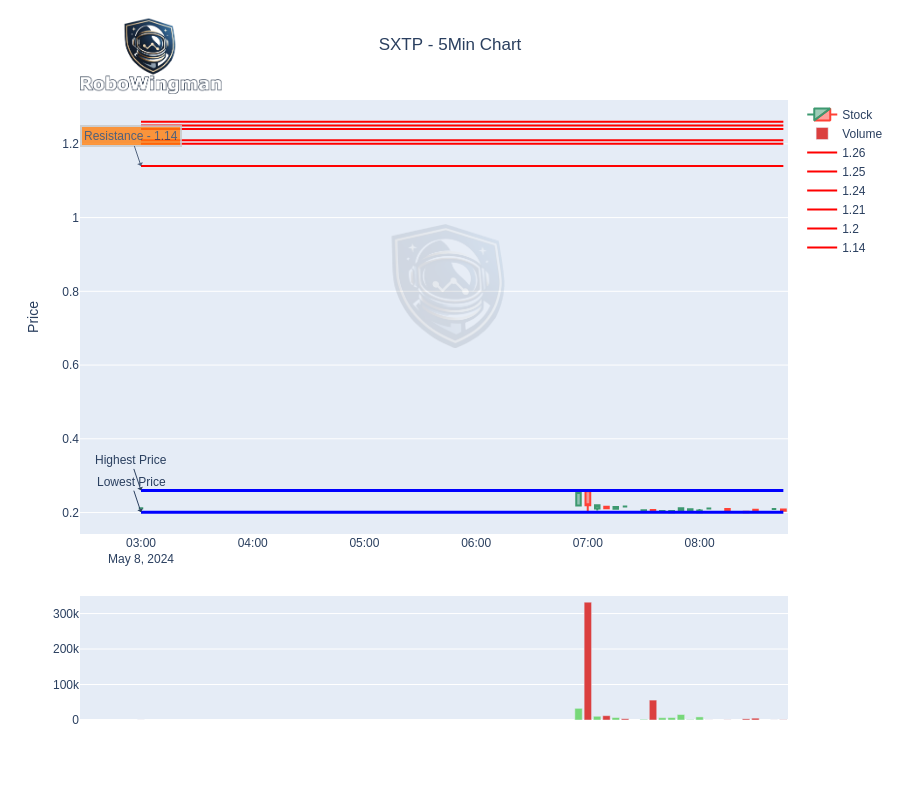 SXTP - 5Min Chart
RoboWingman
Stock
Volume
1.26
1.25
1.24
1.21
1.2
1.14
Resistance - 1.14
1.2
1
0.8
0.6
0.4
0.2
Price
Highest Price
Lowest Price
03:00
04:00
05:00
06:00
07:00
08:00
May 8, 2024
300k
200k
100k
0